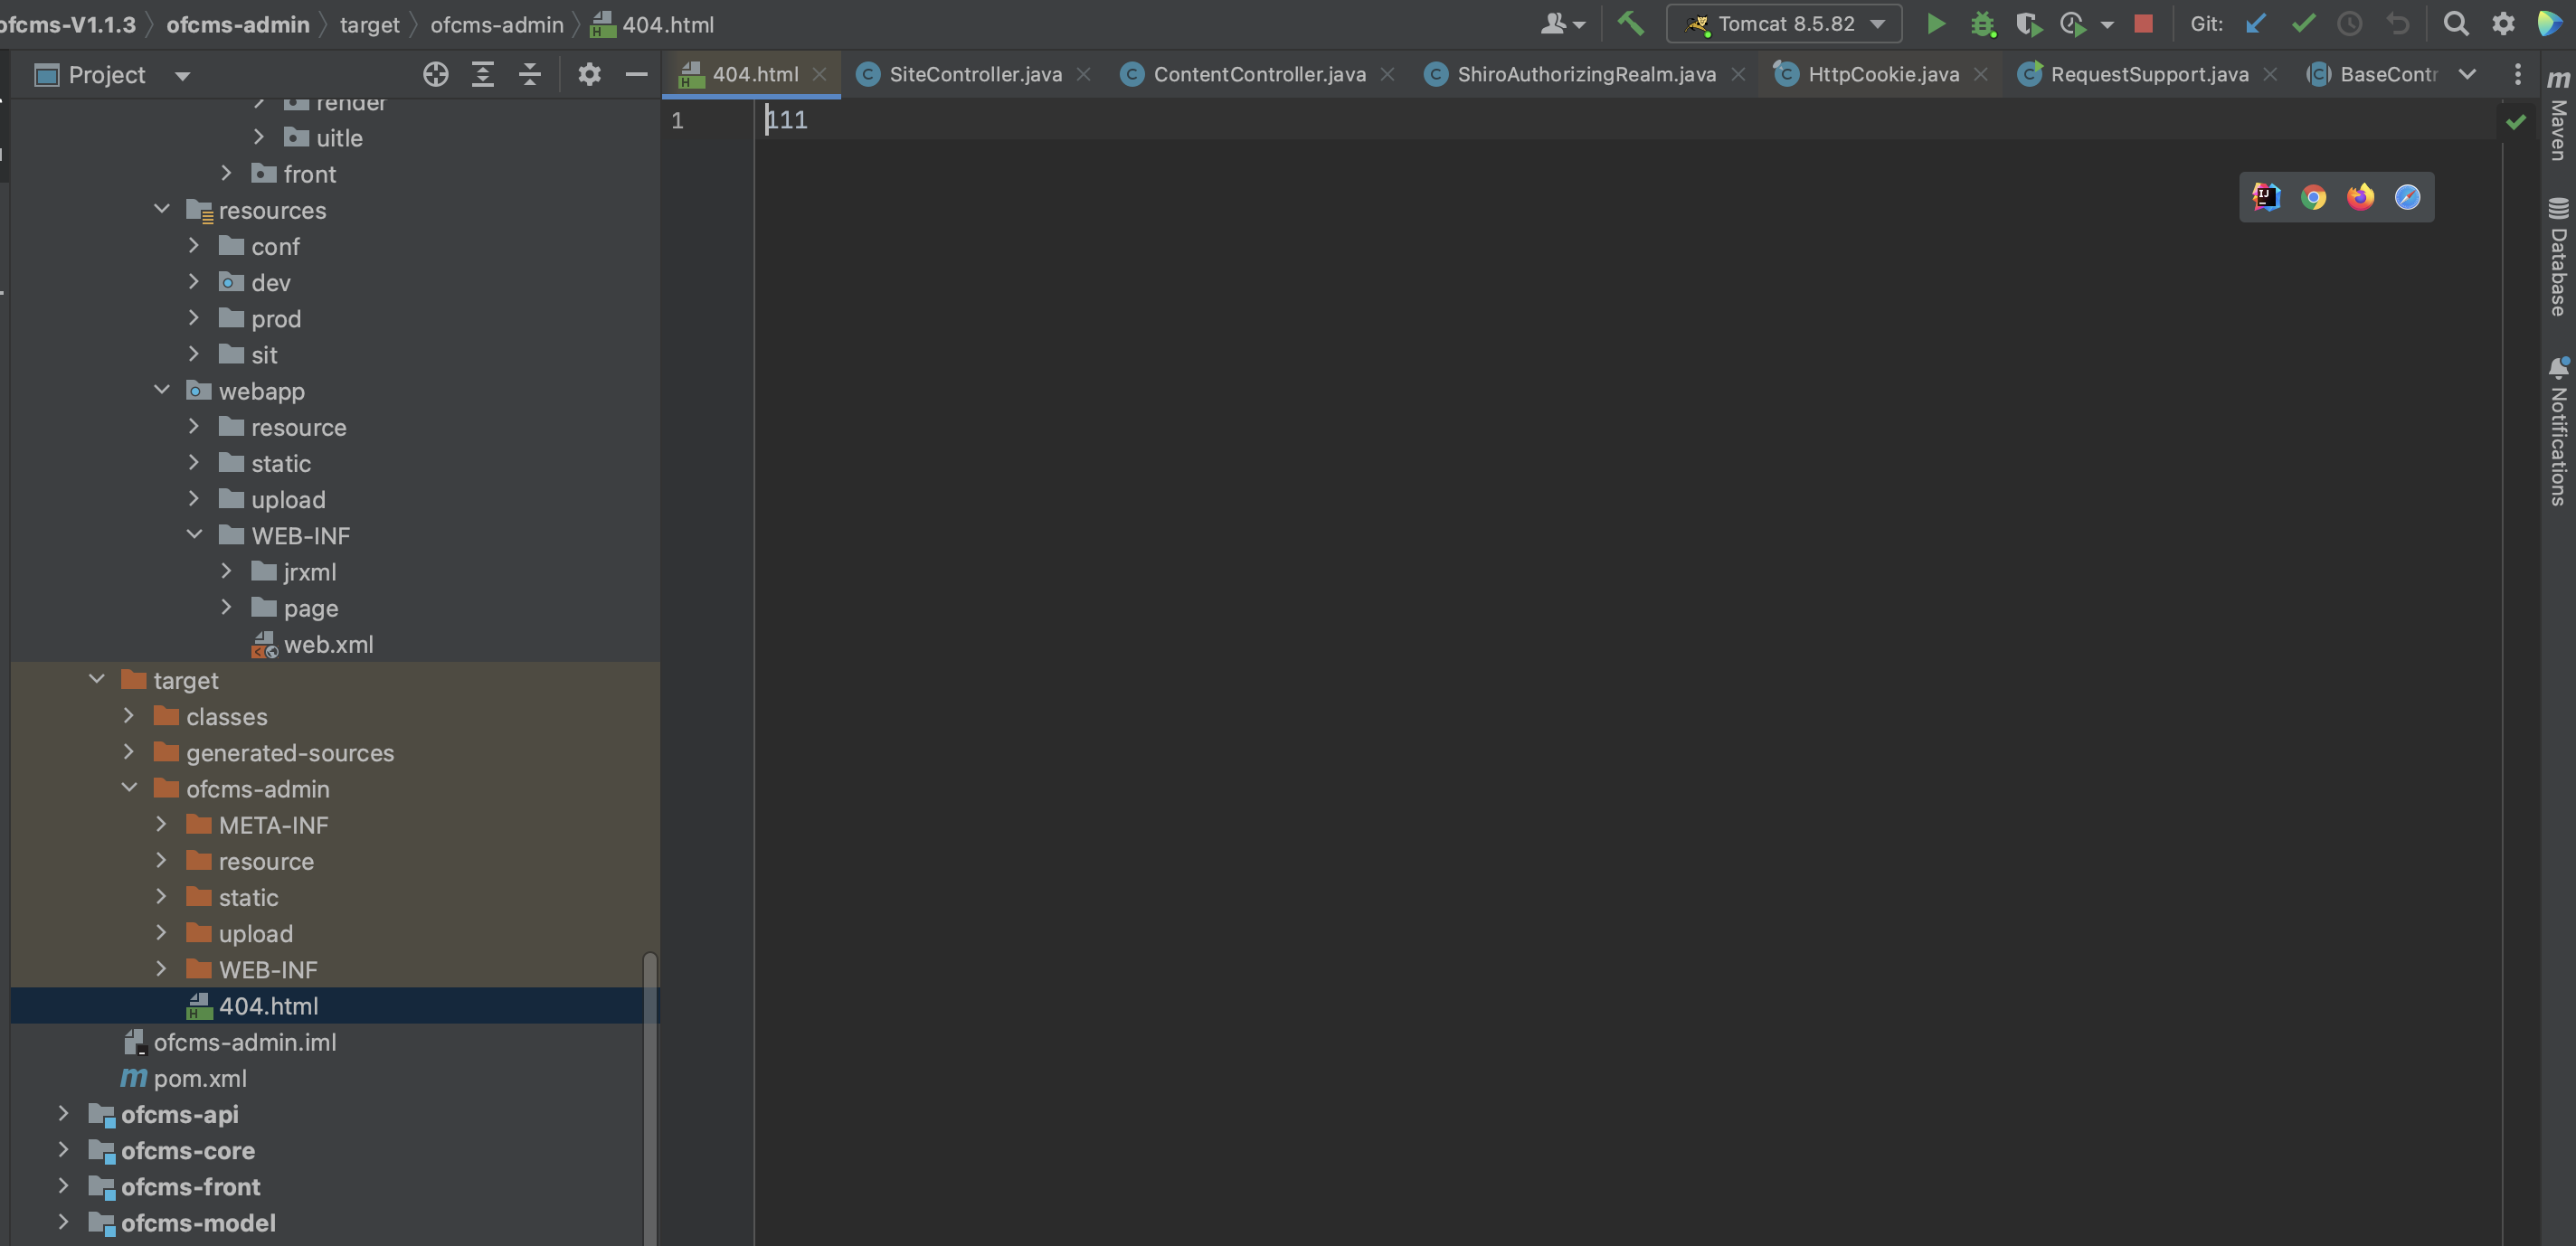 ofcms-V1.1.3 ofcms-admin target ofcms-admin 404.html Tomcat 8.5.82 Git:
Project 404.html SiteController.java ContentController.java ShiroAuthorizingRealm.java HttpCookie.java RequestSupport.java BaseContr
render
uitle
front
resources
conf
dev
prod
sit
webapp
resource
static
upload
WEB-INF
jrxml
page
web.xml
target
classes
generated-sources
ofcms-admin
META-INF
resource
static
upload
WEB-INF
404.html
ofcms-admin.iml
pom.xml
ofcms-api
ofcms-core
ofcms-front
ofcms-model
1 111
Maven
Database
Notifications